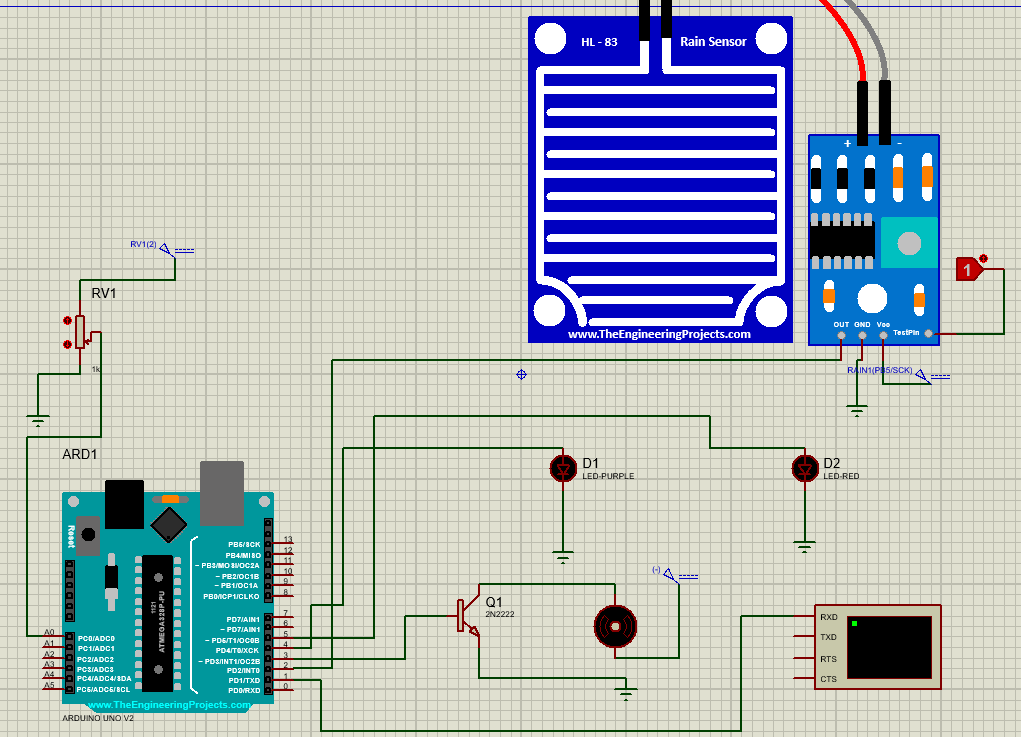 HL - 83
Rain Sensor
www.TheEngineeringProjects.com
+
-
OUT
GND
Vcc
TestPin
1
RAIN1(PB5/SCK)
RV1(2)
RV1
1k
ARD1
Reset
1121
ATMEGA328P-PU
A0
A1
A2
A3
A4
A5
PC0/ADC0
PC1/ADC1
PC2/ADC2
PC3/ADC3
PC4/ADC4/SDA
PC5/ADC5/SCL
PB5/SCK
PB4/MISO
~ PB3/MOSI/OC2A
~ PB2/OC1B
~ PB1/OC1A
PB0/ICP1/CLKO
PD7/AIN1
~ PD7/AIN1
~ PD5/T1/OC0B
PD4/T0/XCK
~ PD3/INT1/OC2B
PD2/INT0
PD1/TXD
PD0/RXD
13
12
11
10
9
8
7
6
5
4
3
2
1
0
www.TheEngineeringProjects.com
ARDUINO UNO V2
D1
LED-PURPLE
D2
LED-RED
Q1
2N2222
(-)
RXD
TXD
RTS
CTS